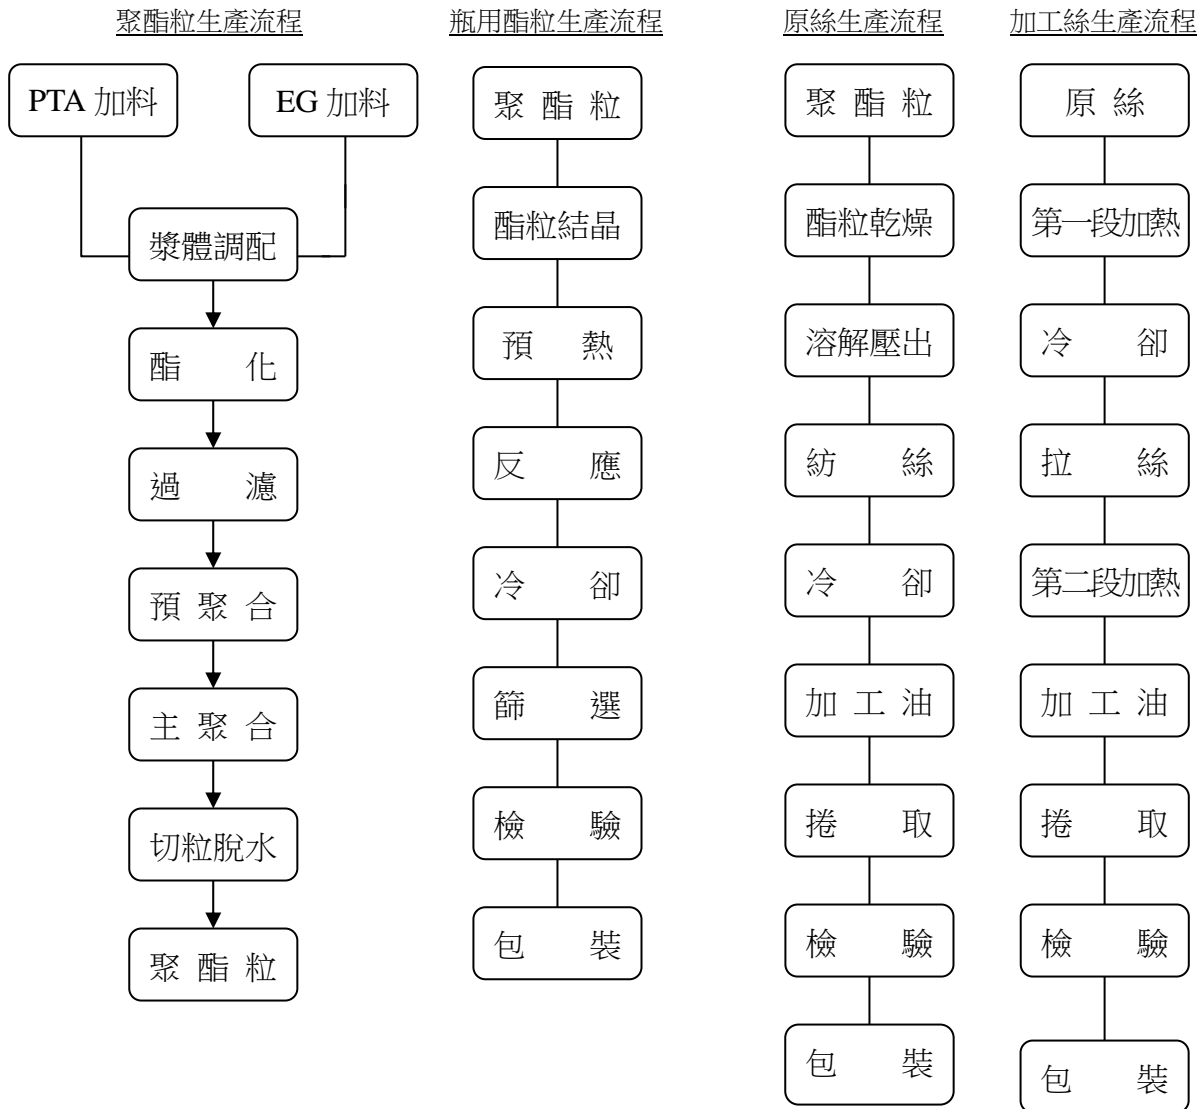 聚酯粒生產流程
PTA 加料
EG 加料
漿體調配
酯化
過濾
預聚合
主聚合
切粒脫水
聚酯粒
瓶用酯粒生產流程
聚酯粒
酯粒結晶
預熱
反應
冷卻
篩選
檢驗
包裝
原絲生產流程
聚酯粒
酯粒乾燥
溶解壓出
紡絲
冷卻
加工油
捲取
檢驗
包裝
加工絲生產流程
原絲
第一段加熱
冷卻
拉絲
第二段加熱
加工油
捲取
檢驗
包裝